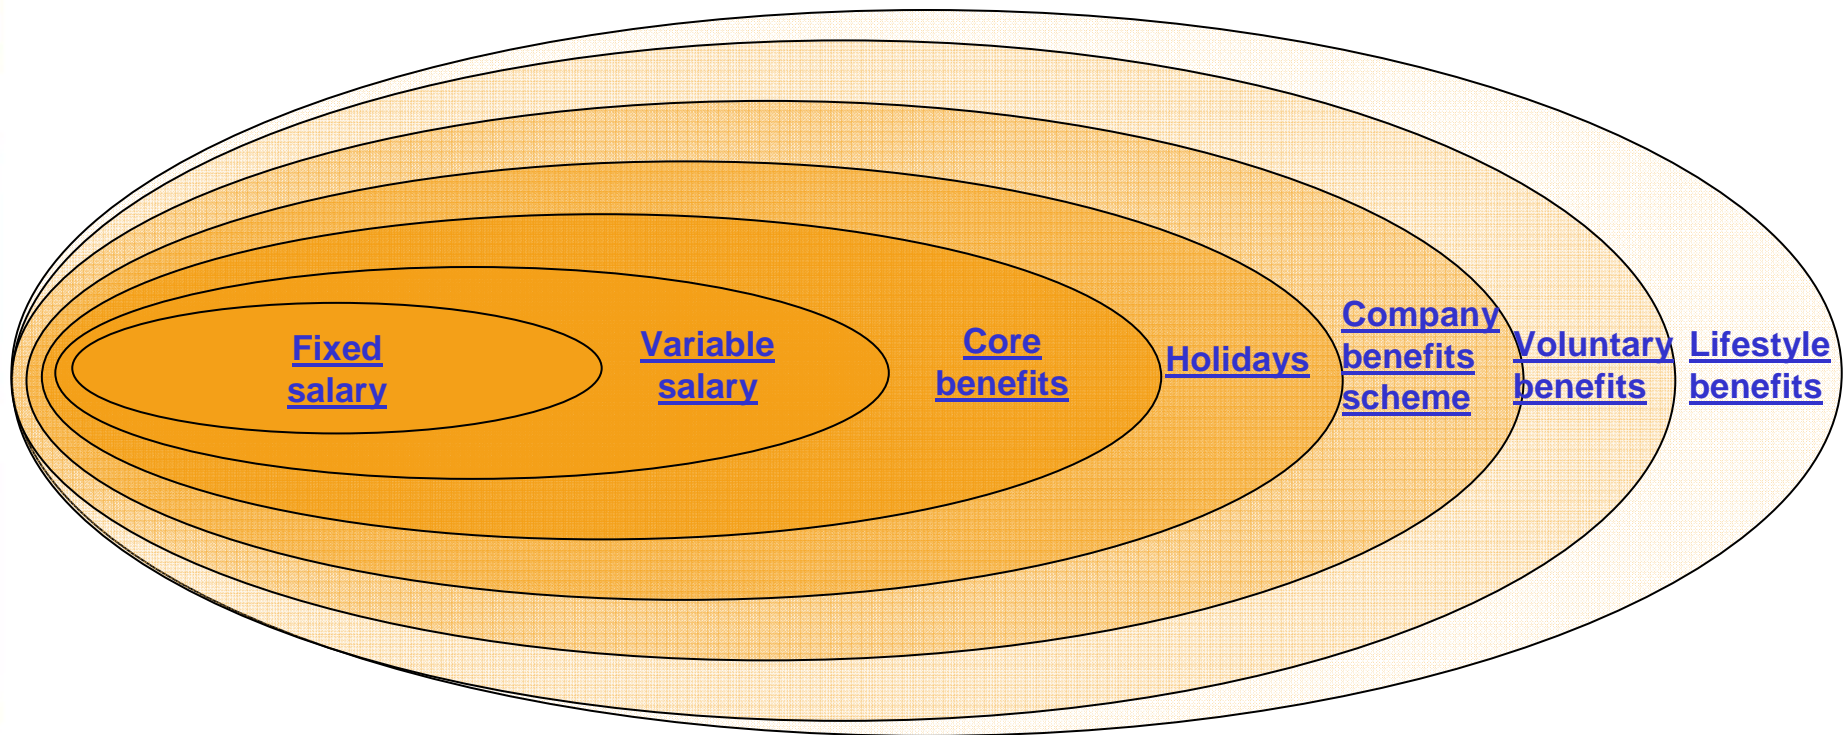 Fixed
salary
Variable
salary
Core
benefits
Holidays
Company
benefits
scheme
Voluntary
benefits
Lifestyle
benefits